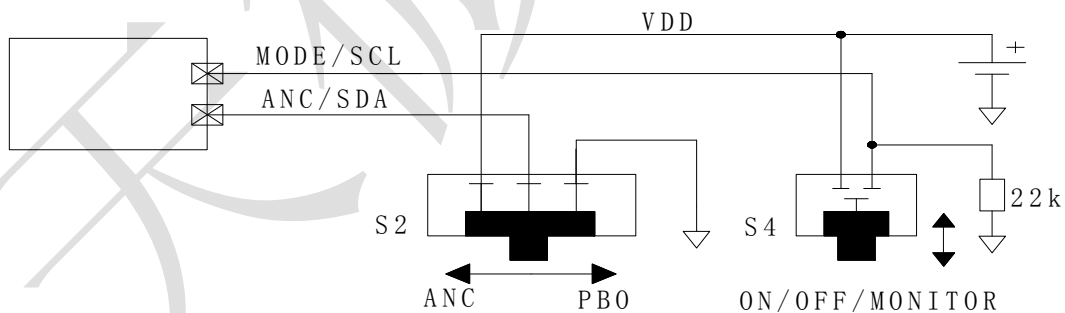 VDD
+
MODE/SCL
ANC/SDA
22k
S2
S4
ANC
PBO
ON/OFF/MONITOR